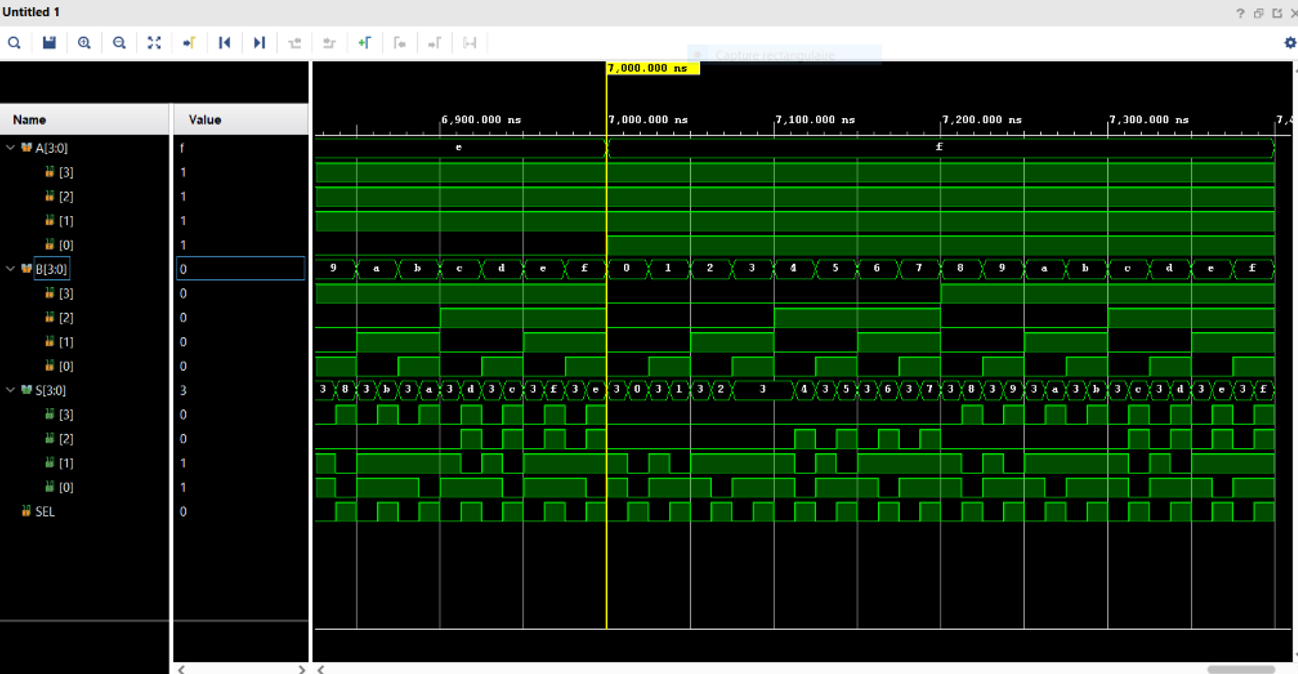 Untitled 1
Capture rectangulaire
7,000.000 ns
Name Value
6,900.000 ns 7,000.000 ns 7,100.000 ns 7,200.000 ns 7,300.000 ns 7,4
A[3:0] f e f
[3] 1
[2] 1
[1] 1
[0] 1
B[3:0] 0 9 a b c d e f 0 1 2 3 4 5 6 7 8 9 a b c d e f
[3] 0
[2] 0
[1] 0
[0] 0
S[3:0] 3 3 8 3 b 3 a 3 d 3 c 3 f 3 e 3 0 3 1 3 2 3 4 3 5 3 6 3 7 3 8 3 9 3 a 3 b 3 c 3 d 3 e 3 f
[3] 0
[2] 0
[1] 1
[0] 1
SEL 0